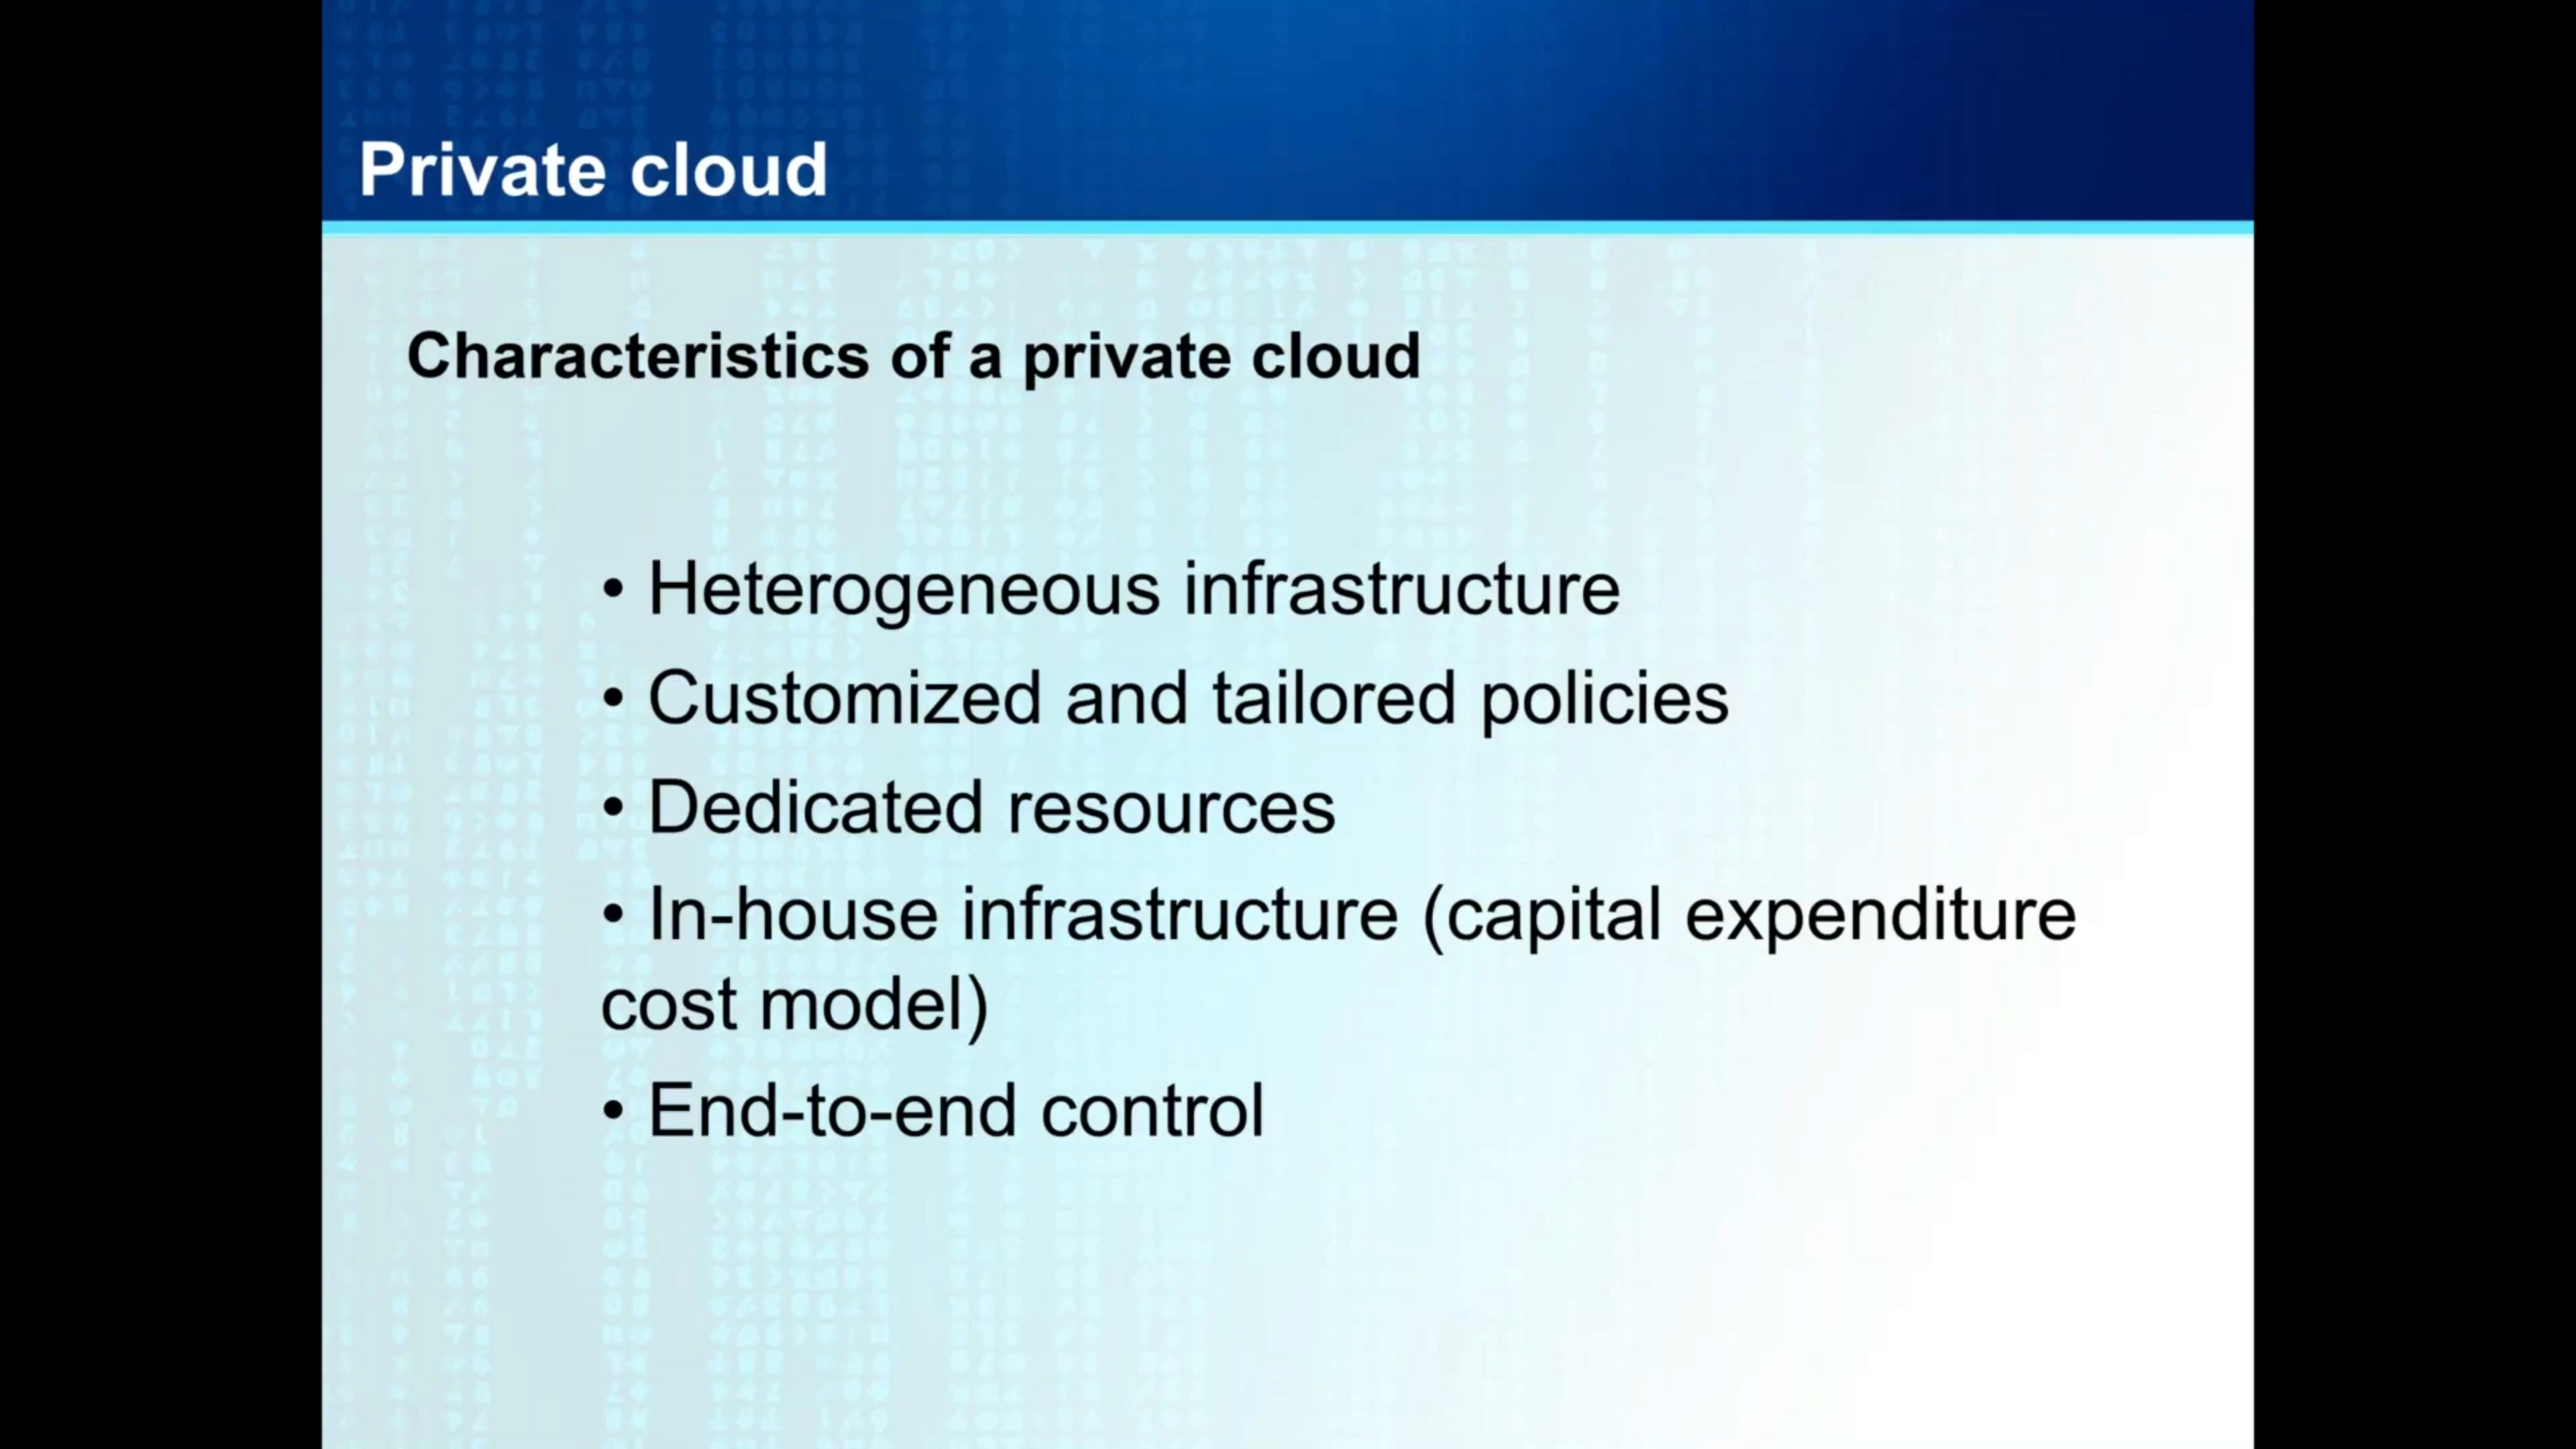 Private cloud
Characteristics of a private cloud
• Heterogeneous infrastructure
• Customized and tailored policies
• Dedicated resources
• In-house infrastructure (capital expenditure
cost model)
• End-to-end control